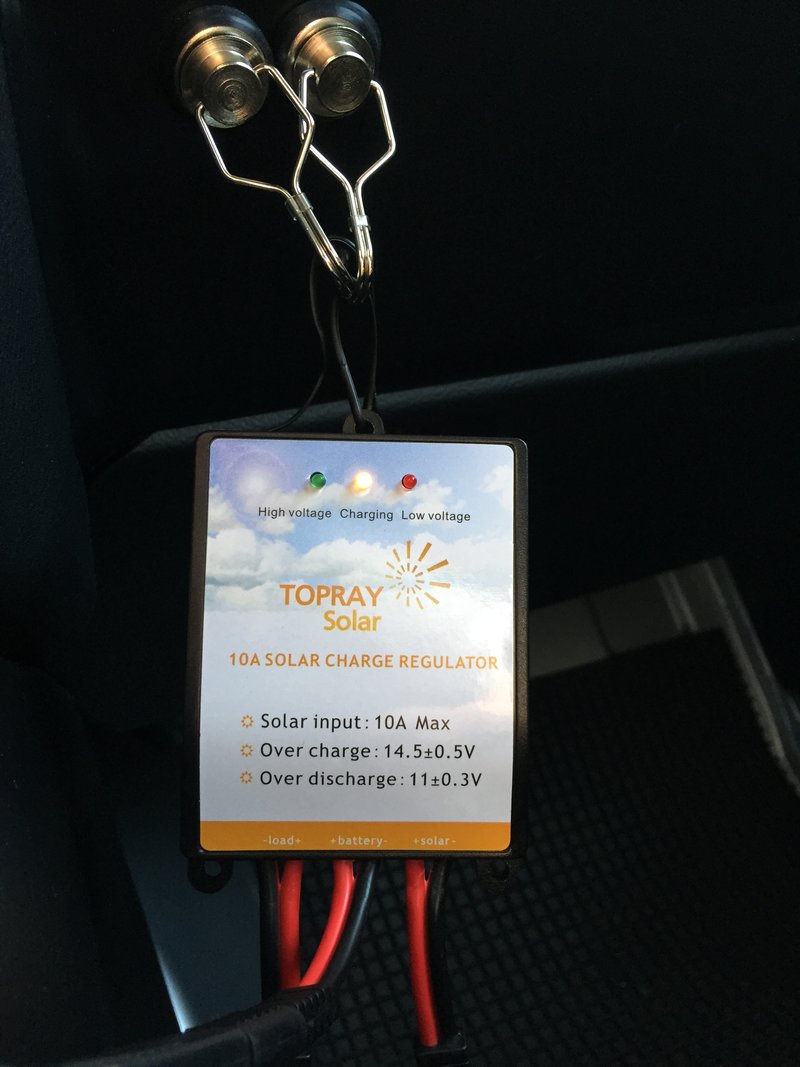 High voltage Charging Low voltage
TOPRAY
Solar
10A SOLAR CHARGE REGULATOR
Solar input: 10A Max
Over charge: 14.5±0.5V
Over discharge: 11±0.3V
-load+ +battery- +solar-